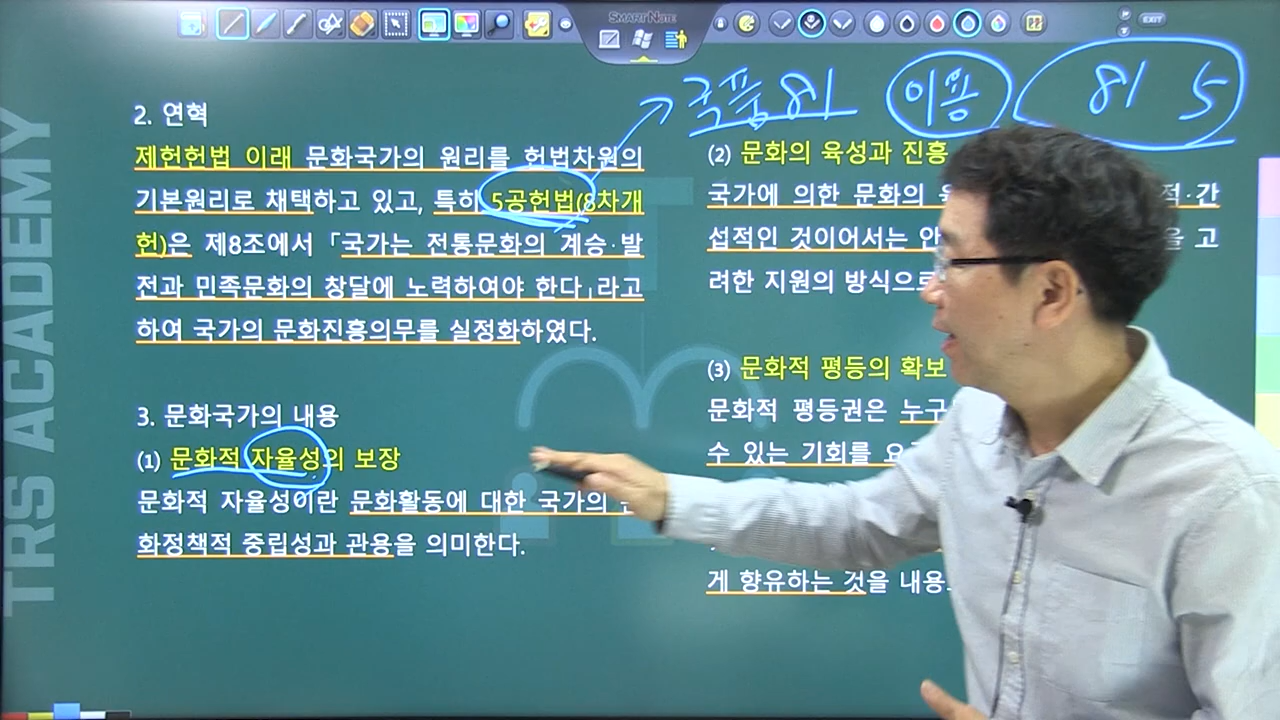 SMARTNOTE
EXIT
국풍 81
이용
81 5
TRS ACADEMY
2. 연혁
제헌헌법 이래 문화국가의 원리를 헌법차원의
기본원리로 채택하고 있고, 특히 5공헌법(8차개
헌)은 제8조에서 「국가는 전통문화의 계승·발
전과 민족문화의 창달에 노력하여야 한다」라고
하여 국가의 문화진흥의무를 실정화하였다.
3. 문화국가의 내용
(1) 문화적 자율성의 보장
문화적 자율성이란 문화활동에 대한 국가의
화정책적 중립성과 관용을 의미한다.
(2) 문화의 육성과 진흥
국가에 의한 문화의 적·간
섭적인 것이어서는 을 고
려한 지원의 방식으로
(3) 문화적 평등의 확보
문화적 평등권은
수 있는 기회를
게 향유하는 것을